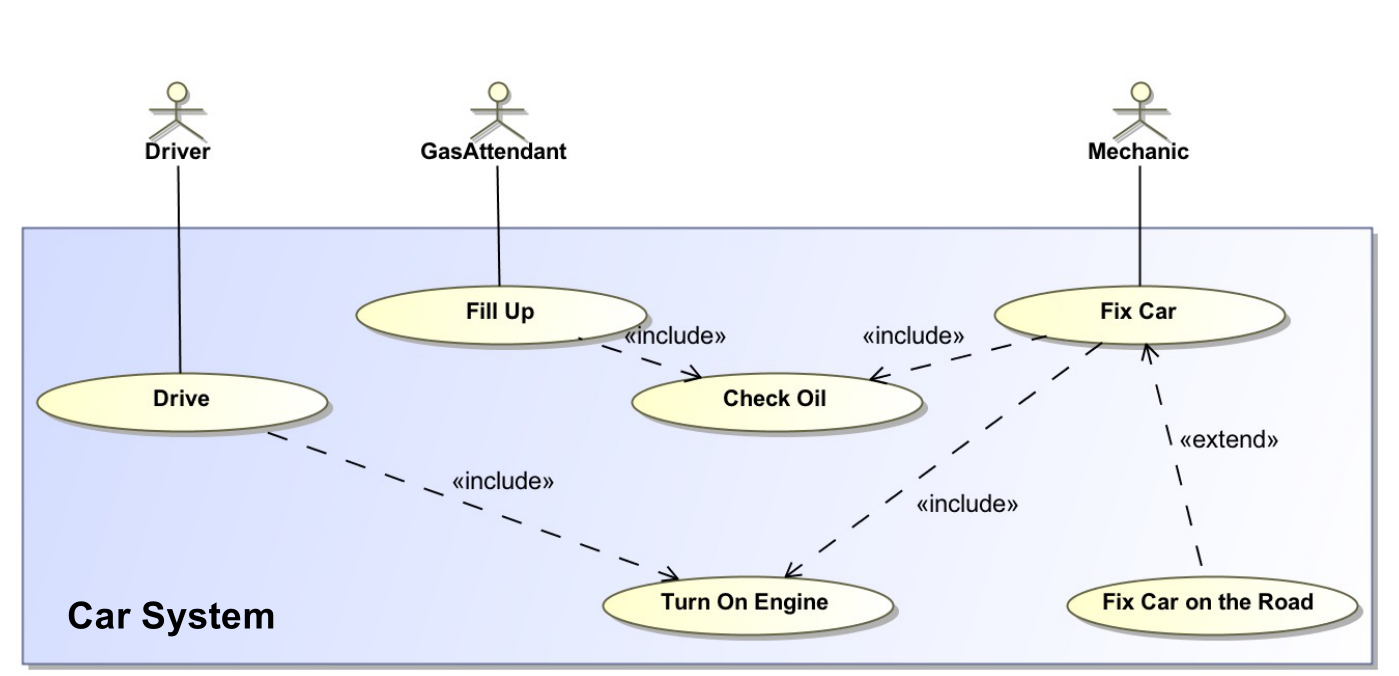 Driver
GasAttendant
Mechanic
Fill Up
Fix Car
«include»
«include»
Drive
Check Oil
«extend»
«include»
«include»
Turn On Engine
Fix Car on the Road
Car System